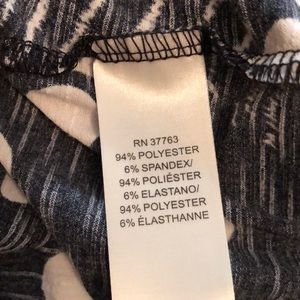 RN 37763
94% POLYESTER
6% SPANDEX/
94% POLIÉSTER
6% ELASTANO/
94% POLYESTER
6% ÉLASTHANNE